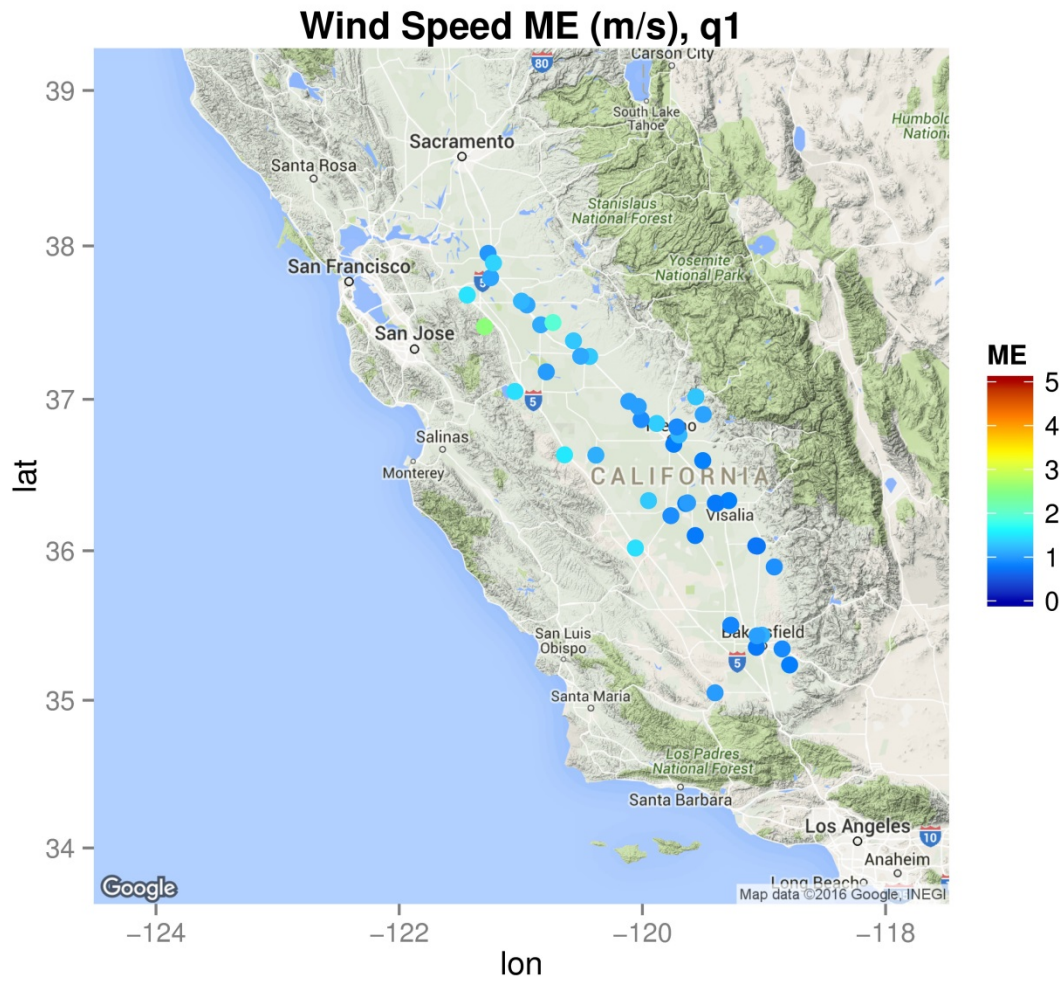 Wind Speed ME (m/s), q1
Carson City
80
39
South Lake
Tahoe
Sacramento
Santa Rosa
Stanislaus
National Forest
38
San Francisco
Yosemite
National Park
5
San Jose
ME
5
37
5
4
Salinas
Monterey
CALIFORNIA
3
Visalia
2
36
1
0
Bakersfield
San Luis
Obispo
5
35
Santa Maria
Los Padres
National Forest
Santa Barbara
Los Angeles
10
34
Anaheim
Long Beach
Google
Map data ©2016 Google, INEGI
−124
−122
−120
−118
lat
lon